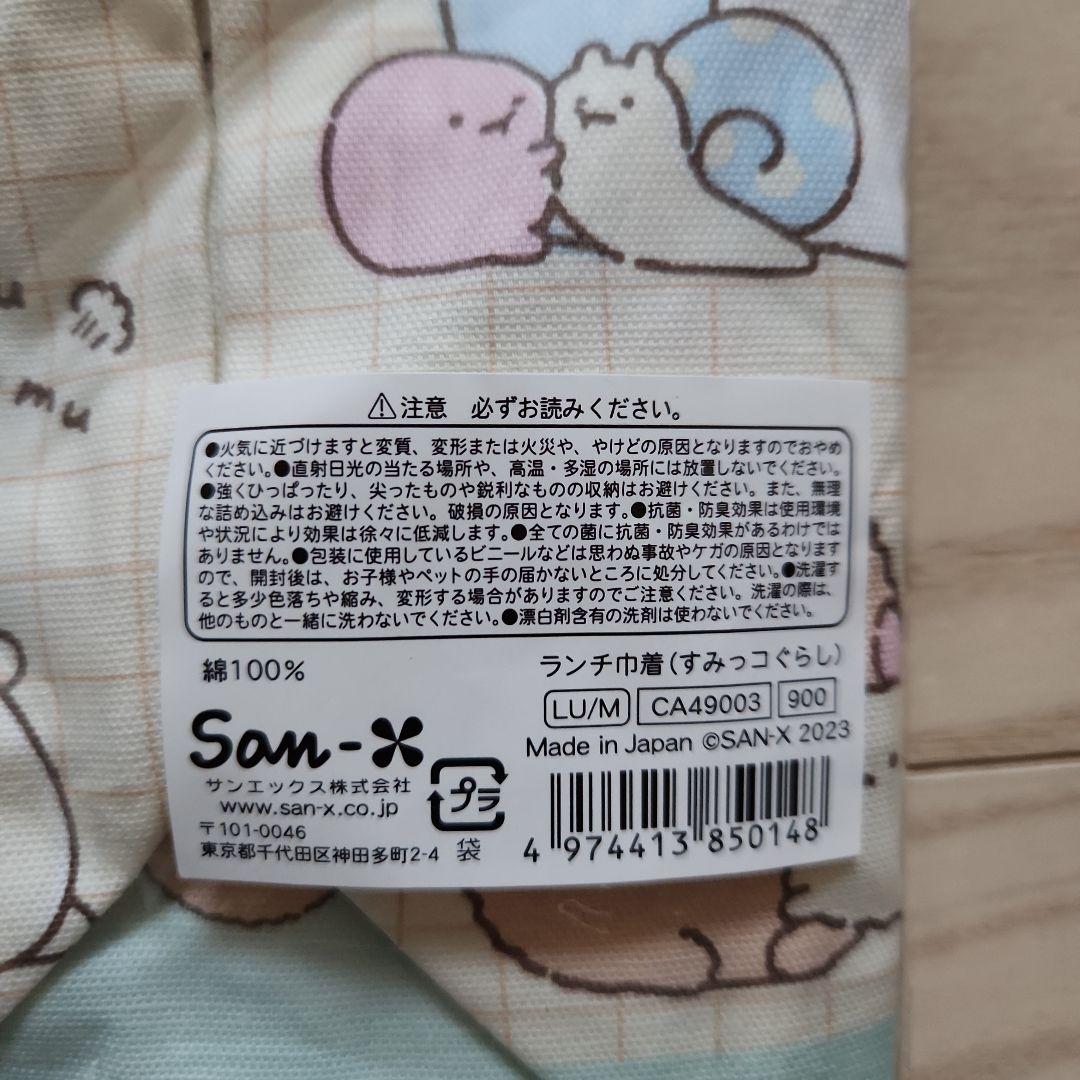 mu
⚠注意 必ずお読みください。
●火気に近づけますと変質、変形または火災や、やけどの原因となりますのでおやめ
ください。●直射日光の当たる場所や、高温・多湿の場所には放置しないでください。
●強くひっぱったり、尖ったものや鋭利なものの収納はお避けください。また、無理
な詰め込みはお避けください。破損の原因となります。●抗菌・防臭効果は使用環境
や状況により効果は徐々に低減します。●全ての菌に抗菌・防臭効果があるわけでは
ありません。●包装に使用しているビニールなどは思わぬ事故やケガの原因となります
ので、開封後は、お子様やペットの手の届かないところに処分してください。●洗濯す
ると多少色落ちや縮み、変形する場合がありますのでご注意ください。洗濯の際は、
他のものと一緒に洗わないでください。●漂白剤含有の洗剤は使わないでください。
綿100%
ランチ巾着(すみっコぐらし)
LU/M CA49003 900
Made in Japan ©SAN-X 2023
San-X
サンエックス株式会社
www.san-x.co.jp
〒101-0046
東京都千代田区神田多町2-4
プラ
袋
4 974413 850148